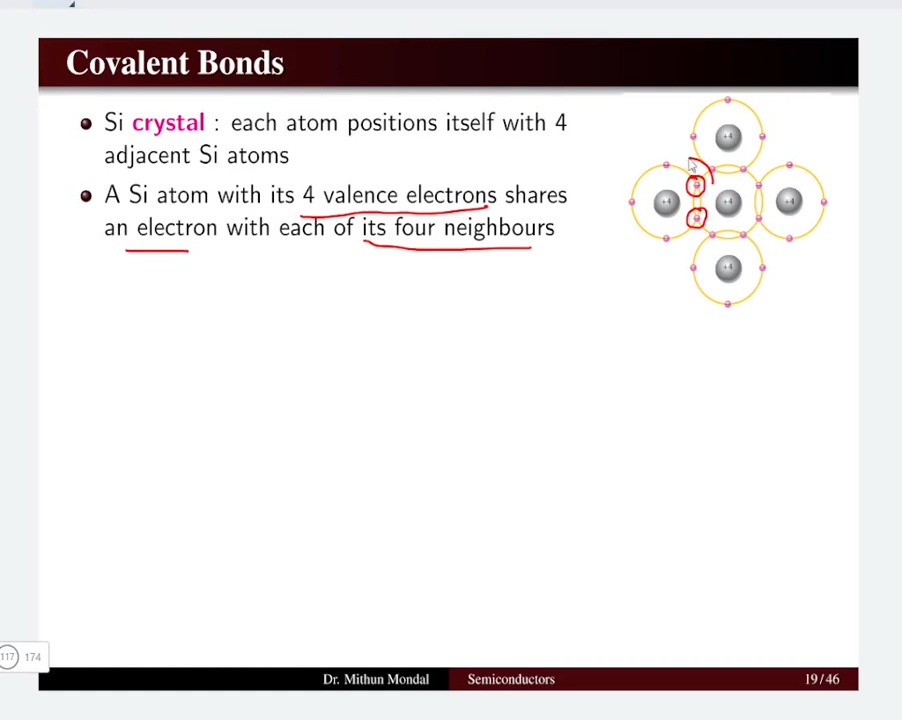 Covalent Bonds
Si crystal : each atom positions itself with 4
adjacent Si atoms
A Si atom with its 4 valence electrons shares
an electron with each of its four neighbours
+4
+4
+4
+4
+4
117 174
Dr. Mithun Mondal Semiconductors 19/46